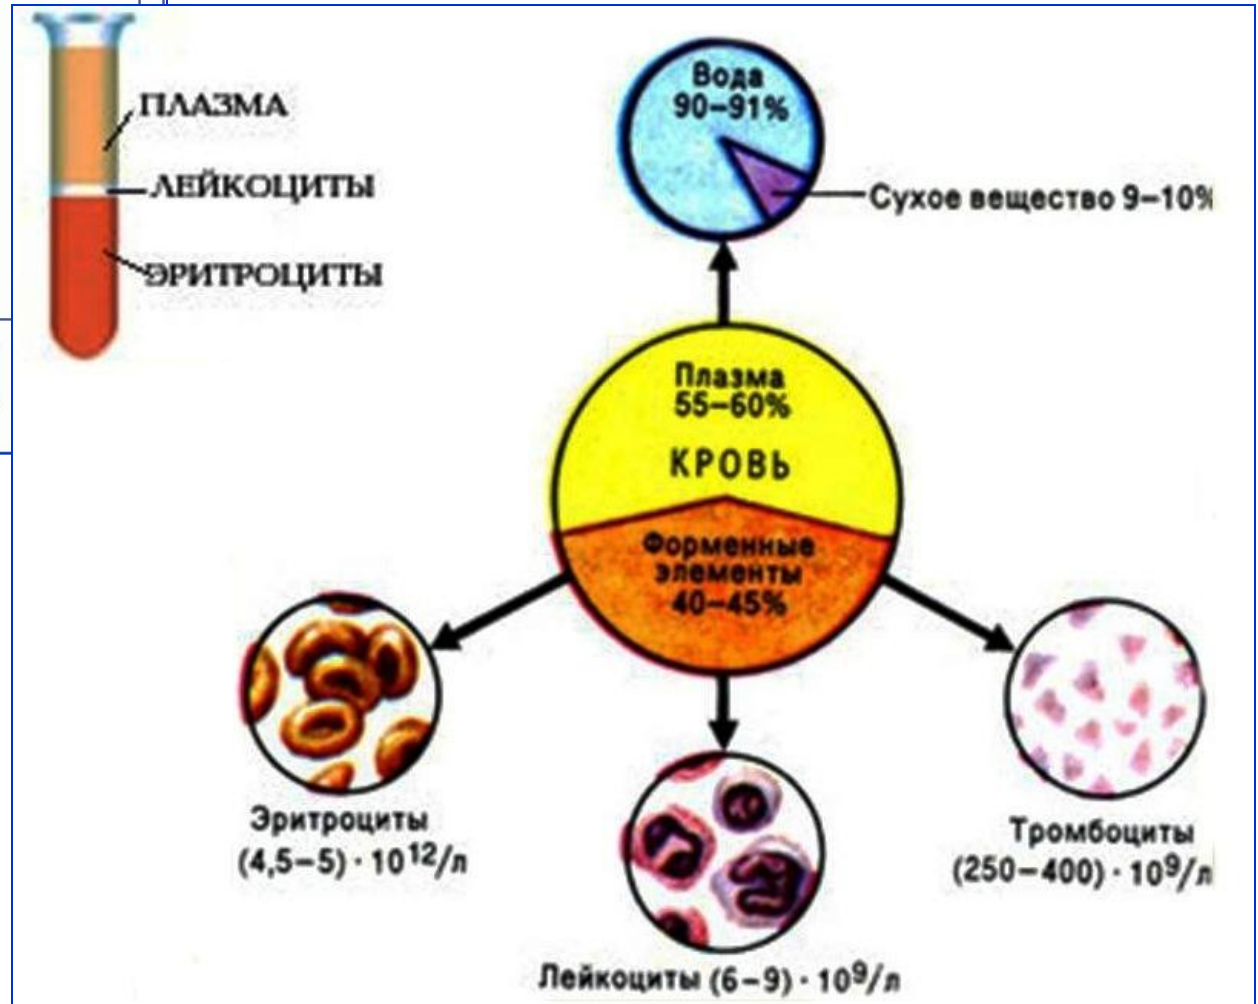 ПЛАЗМА
ЛЕЙКОЦИТЫ
ЭРИТРОЦИТЫ
Вода
90–91%
Сухое вещество 9–10%
Плазма
55–60%
КРОВЬ
Форменные
элементы
40–45%
Эритроциты
(4,5–5) · 10¹²/л
Лейкоциты (6–9) · 10⁹/л
Тромбоциты
(250–400) · 10⁹/л